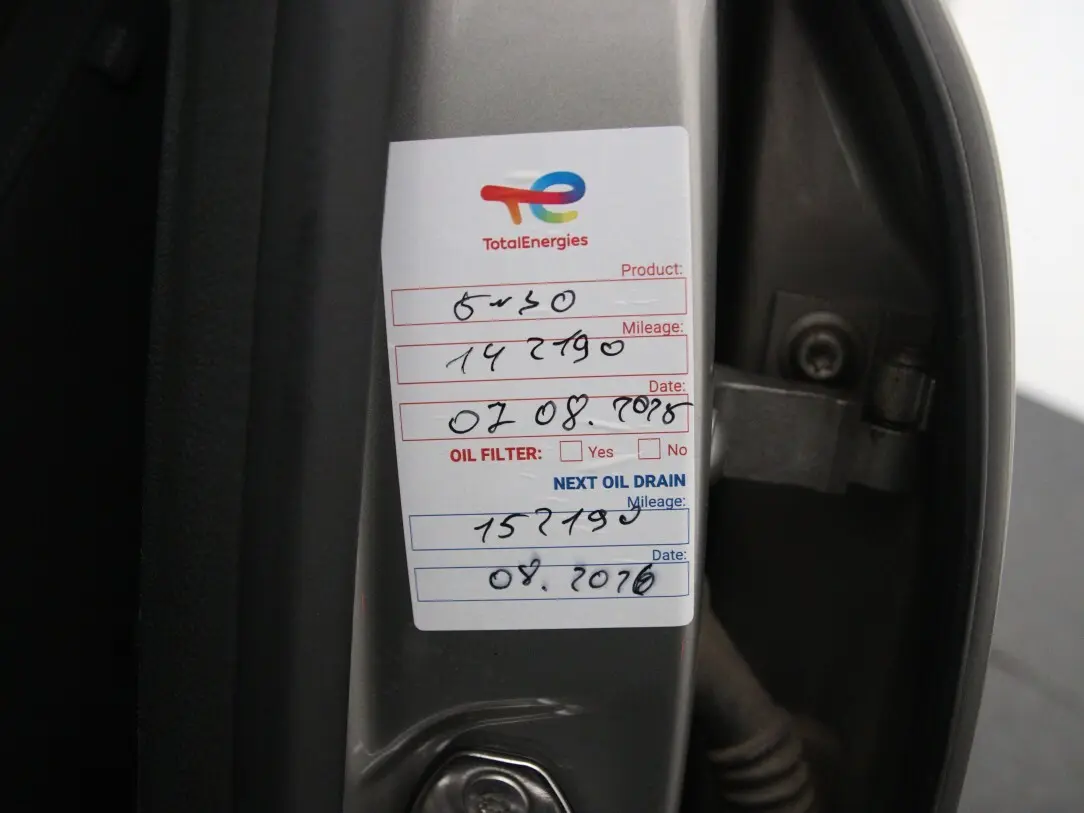 TotalEnergies
Product:
5w30
Mileage:
142190
Date:
07 08. 2025
OIL FILTER: Yes No
NEXT OIL DRAIN
Mileage:
152190
Date:
08. 2026